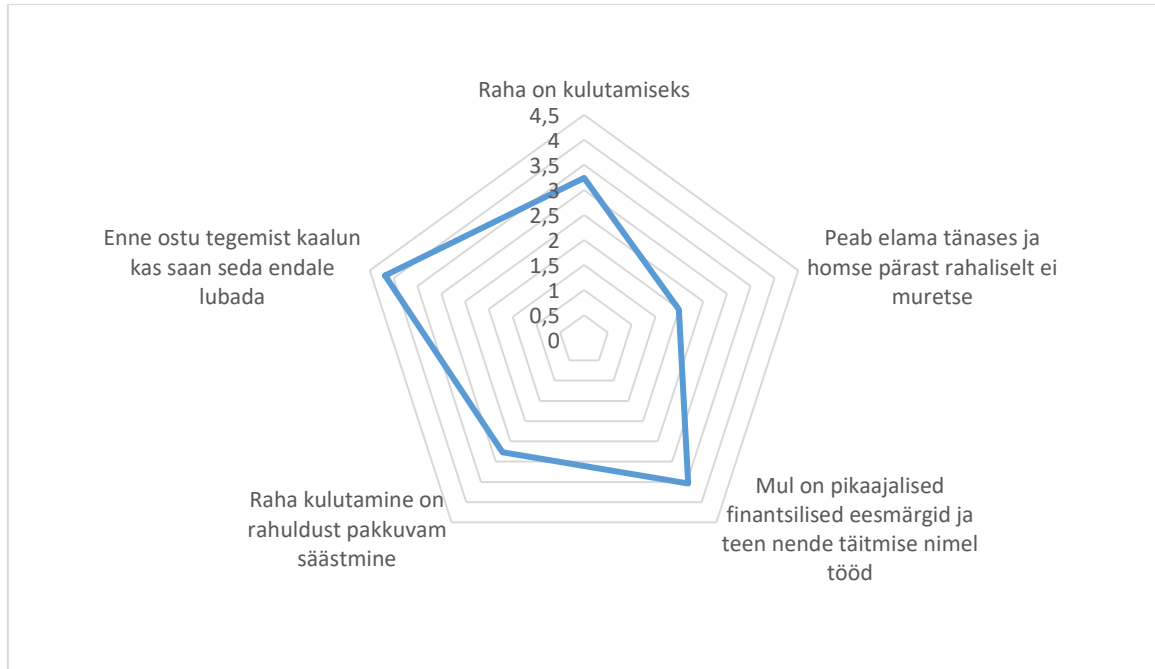 Raha on kulutamiseks
4,5
4
3,5
3
2,5
2
1,5
1
0,5
0
Peab elama tänases ja
homse pärast rahaliselt ei
muretse
Mul on pikaajalised
finantsilised eesmärgid ja
teen nende täitmise nimel
tööd
Raha kulutamine on
rahuldust pakkuvam
säästmine
Enne ostu tegemist kaalun
kas saan seda endale
lubada